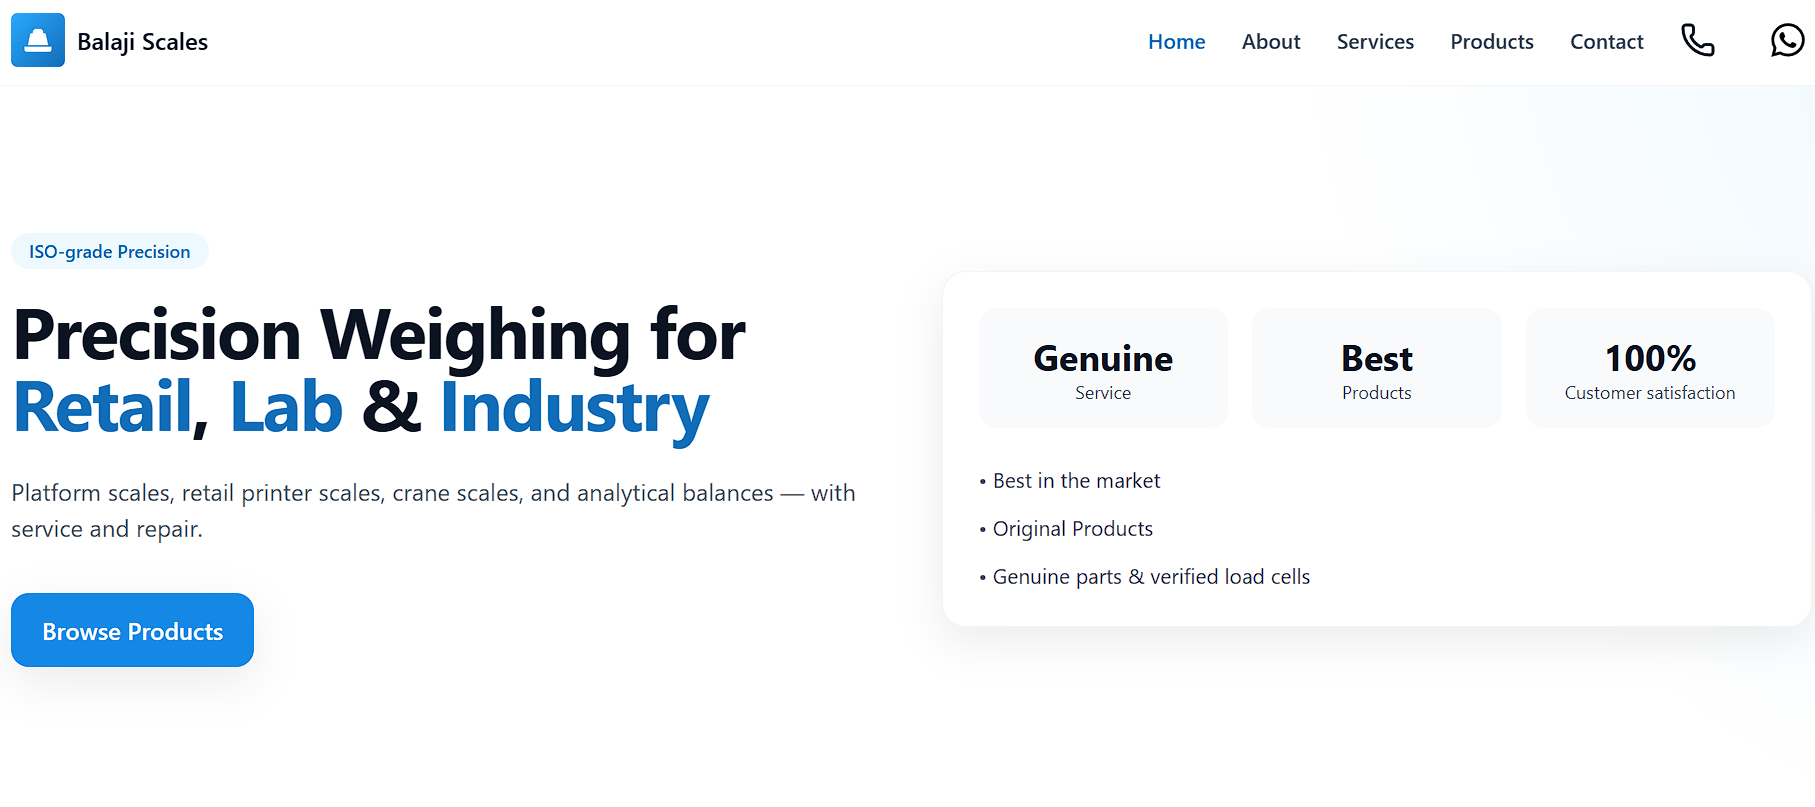 Balaji Scales
Home
About
Services
Products
Contact
ISO-grade Precision
Precision Weighing for
Retail, Lab & Industry
Platform scales, retail printer scales, crane scales, and analytical balances — with
service and repair.
Browse Products
Genuine
Service
Best
Products
100%
Customer satisfaction
• Best in the market
• Original Products
• Genuine parts & verified load cells